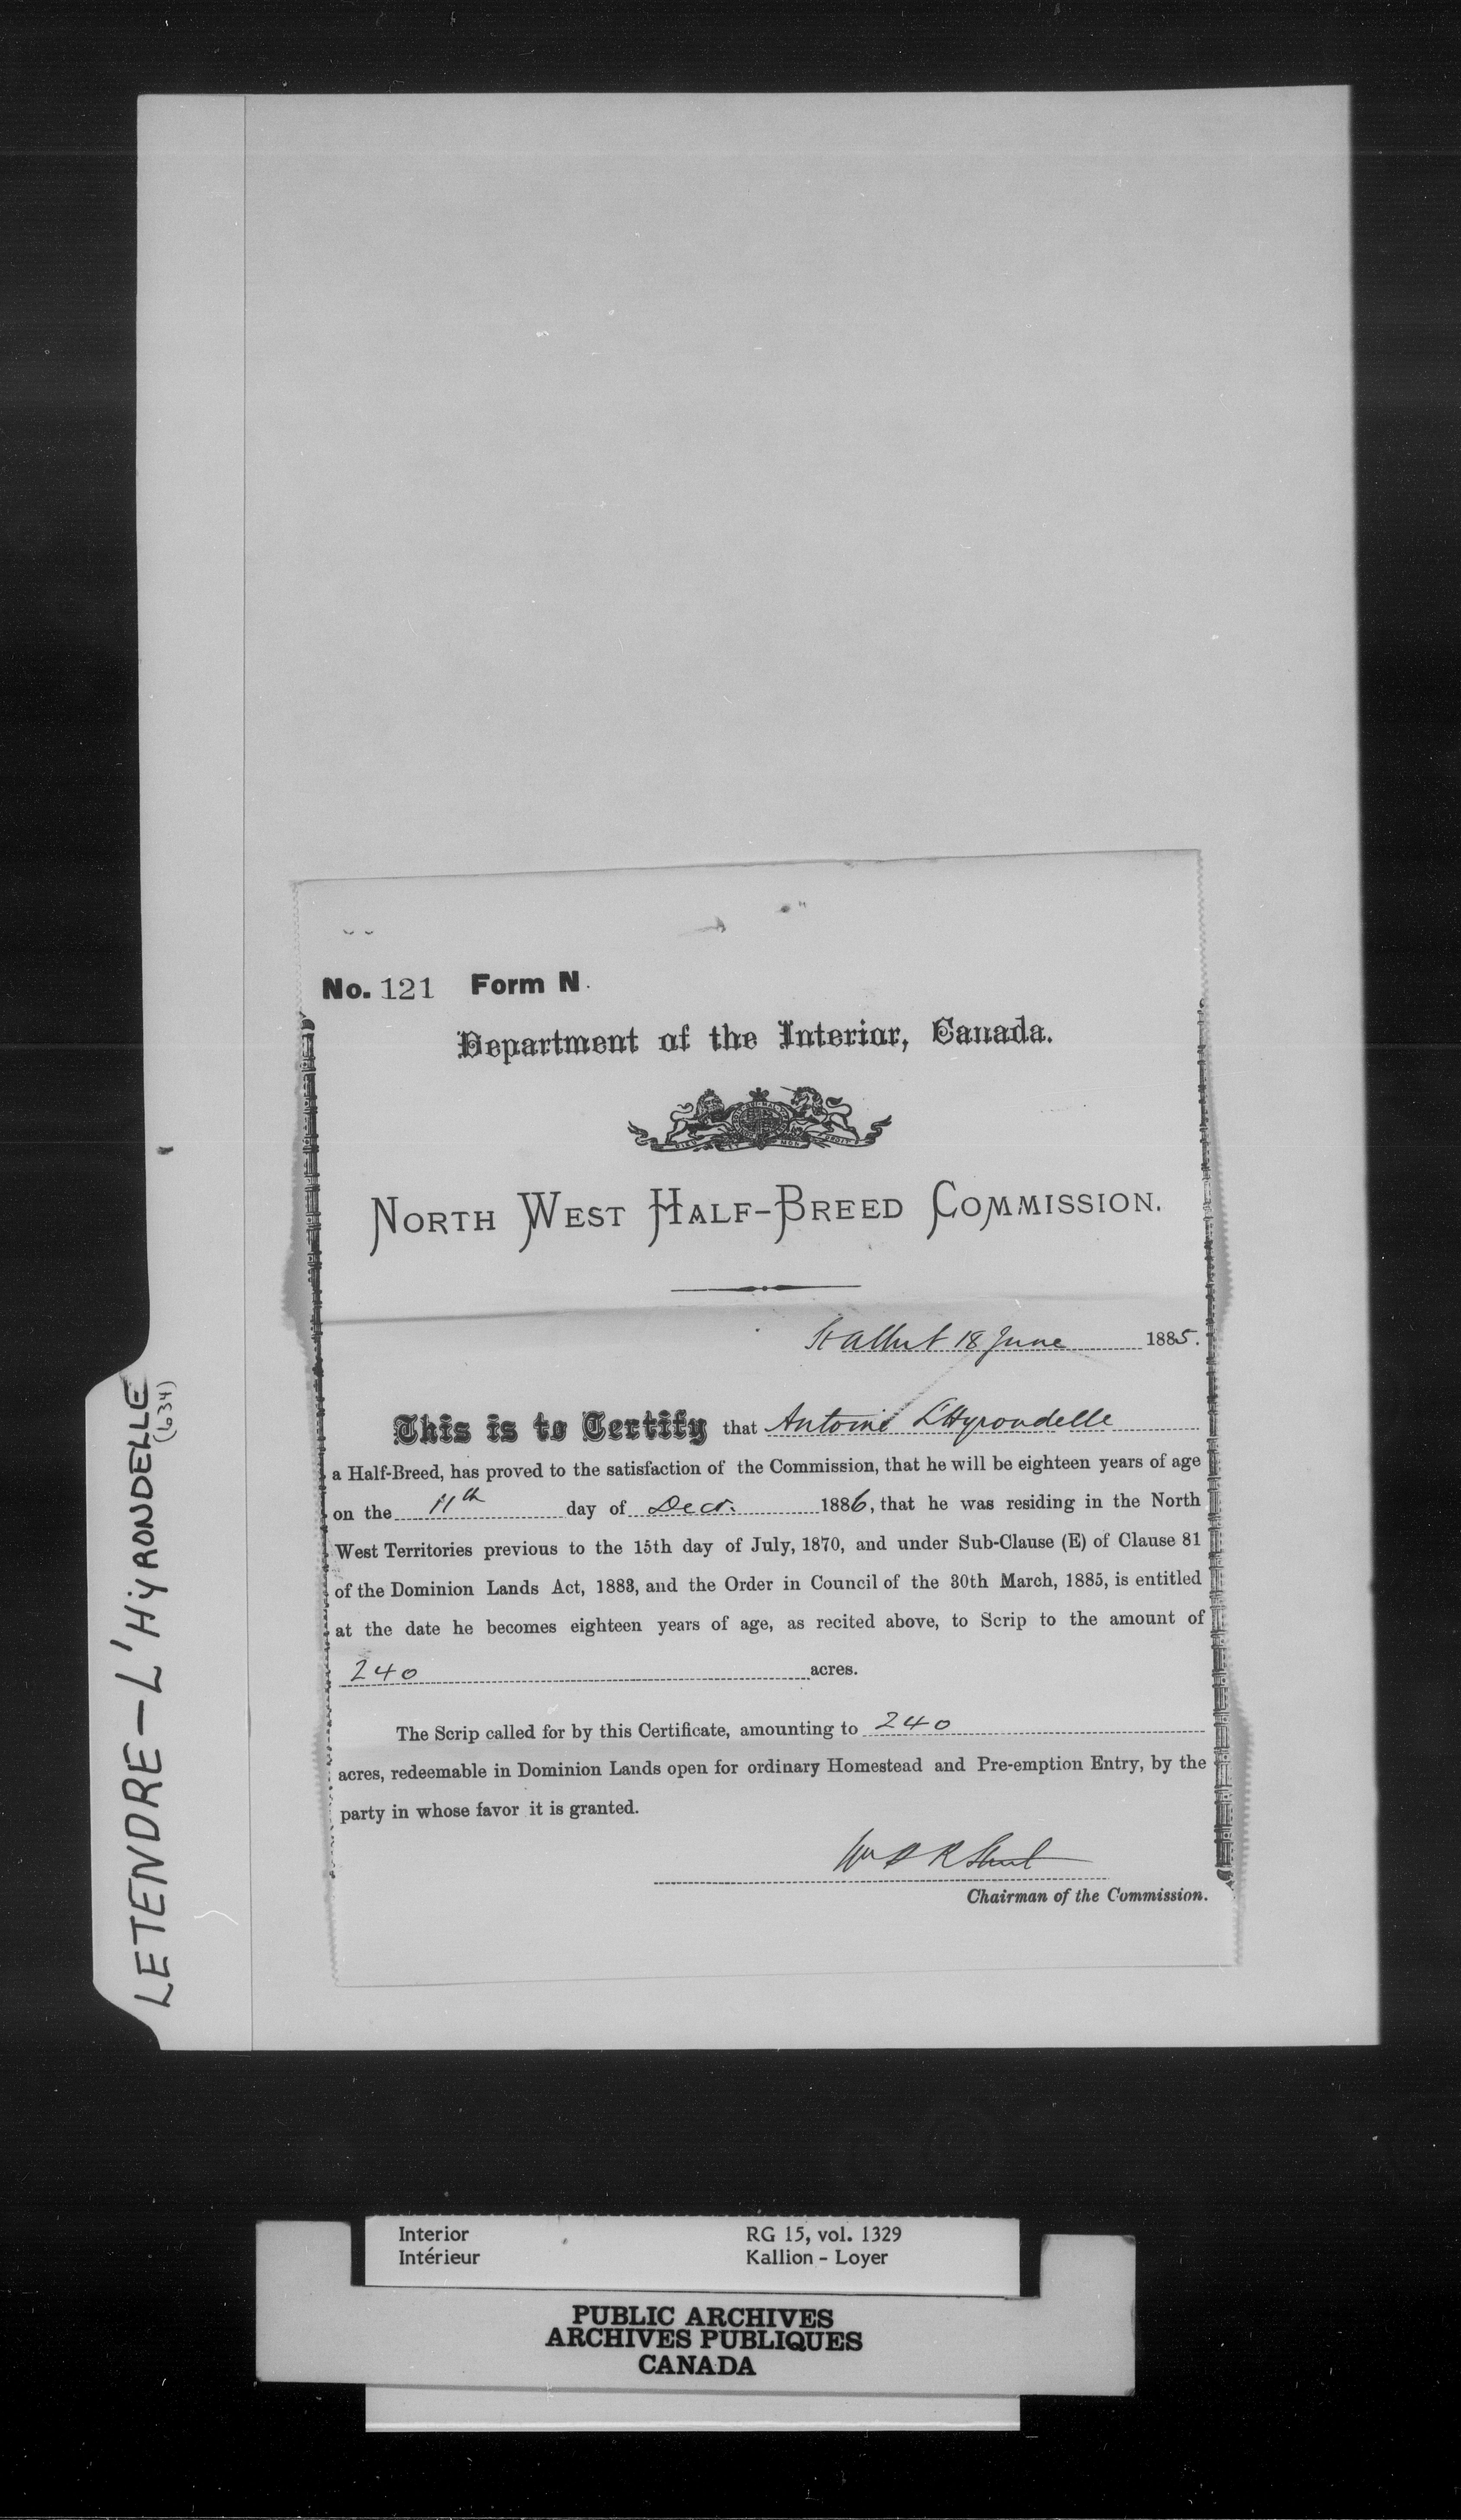 No. 121 Form N.
Department of the Interior, Canada.
NORTH WEST HALF-BREED COMMISSION.
St Albert 18 June 1885.
This is to Certify that Antoine L'Hyrondelle
a Half-Breed, has proved to the satisfaction of the Commission, that he will be eighteen years of age
on the 11th day of Decr. 1886, that he was residing in the North
West Territories previous to the 15th day of July, 1870, and under Sub-Clause (E) of Clause 81
of the Dominion Lands Act, 1883, and the Order in Council of the 30th March, 1885, is entitled
at the date he becomes eighteen years of age, as recited above, to Scrip to the amount of
240 acres.
The Scrip called for by this Certificate, amounting to 240
acres, redeemable in Dominion Lands open for ordinary Homestead and Pre-emption Entry, by the
party in whose favor it is granted.
Wm P R Street
Chairman of the Commission.
LETENDRE-L'HYRONDELLE
(634)
Interior RG 15, vol. 1329
Intérieur Kallion - Loyer
PUBLIC ARCHIVES
ARCHIVES PUBLIQUES
CANADA